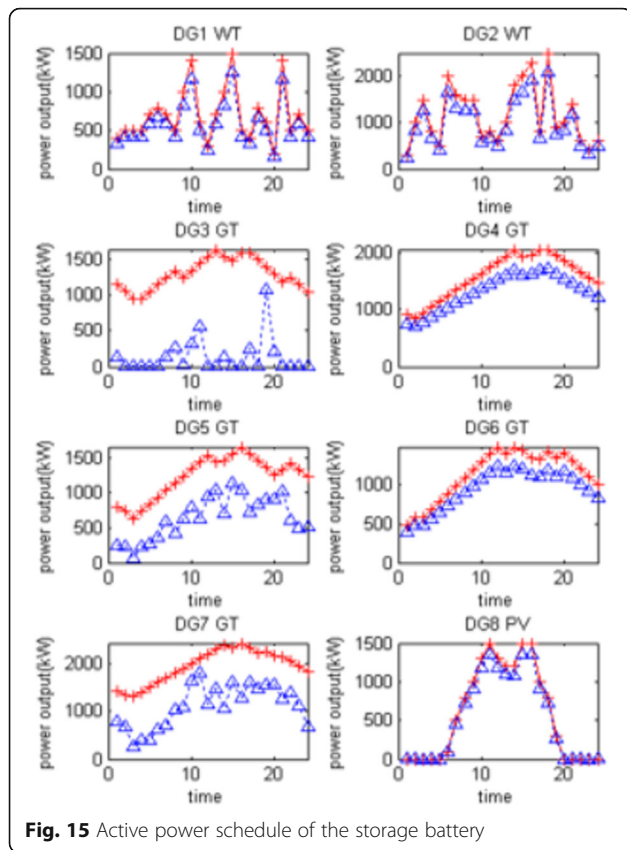 DG1 WT
DG2 WT
power output(kW)
1500
1000
500
0
0 10 20
time
power output(kW)
2000
1000
0
0 10 20
time
DG3 GT
DG4 GT
power output(kW)
1500
1000
500
0
0 10 20
time
power output(kW)
2000
1000
0
0 10 20
time
DG5 GT
DG6 GT
power output(kW)
1500
1000
500
0
0 10 20
time
power output(kW)
1000
500
0
0 10 20
time
DG7 GT
DG8 PV
power output(kW)
2000
1000
0
0 10 20
time
power output(kW)
1500
1000
500
0
0 10 20
time
Fig. 15 Active power schedule of the storage battery